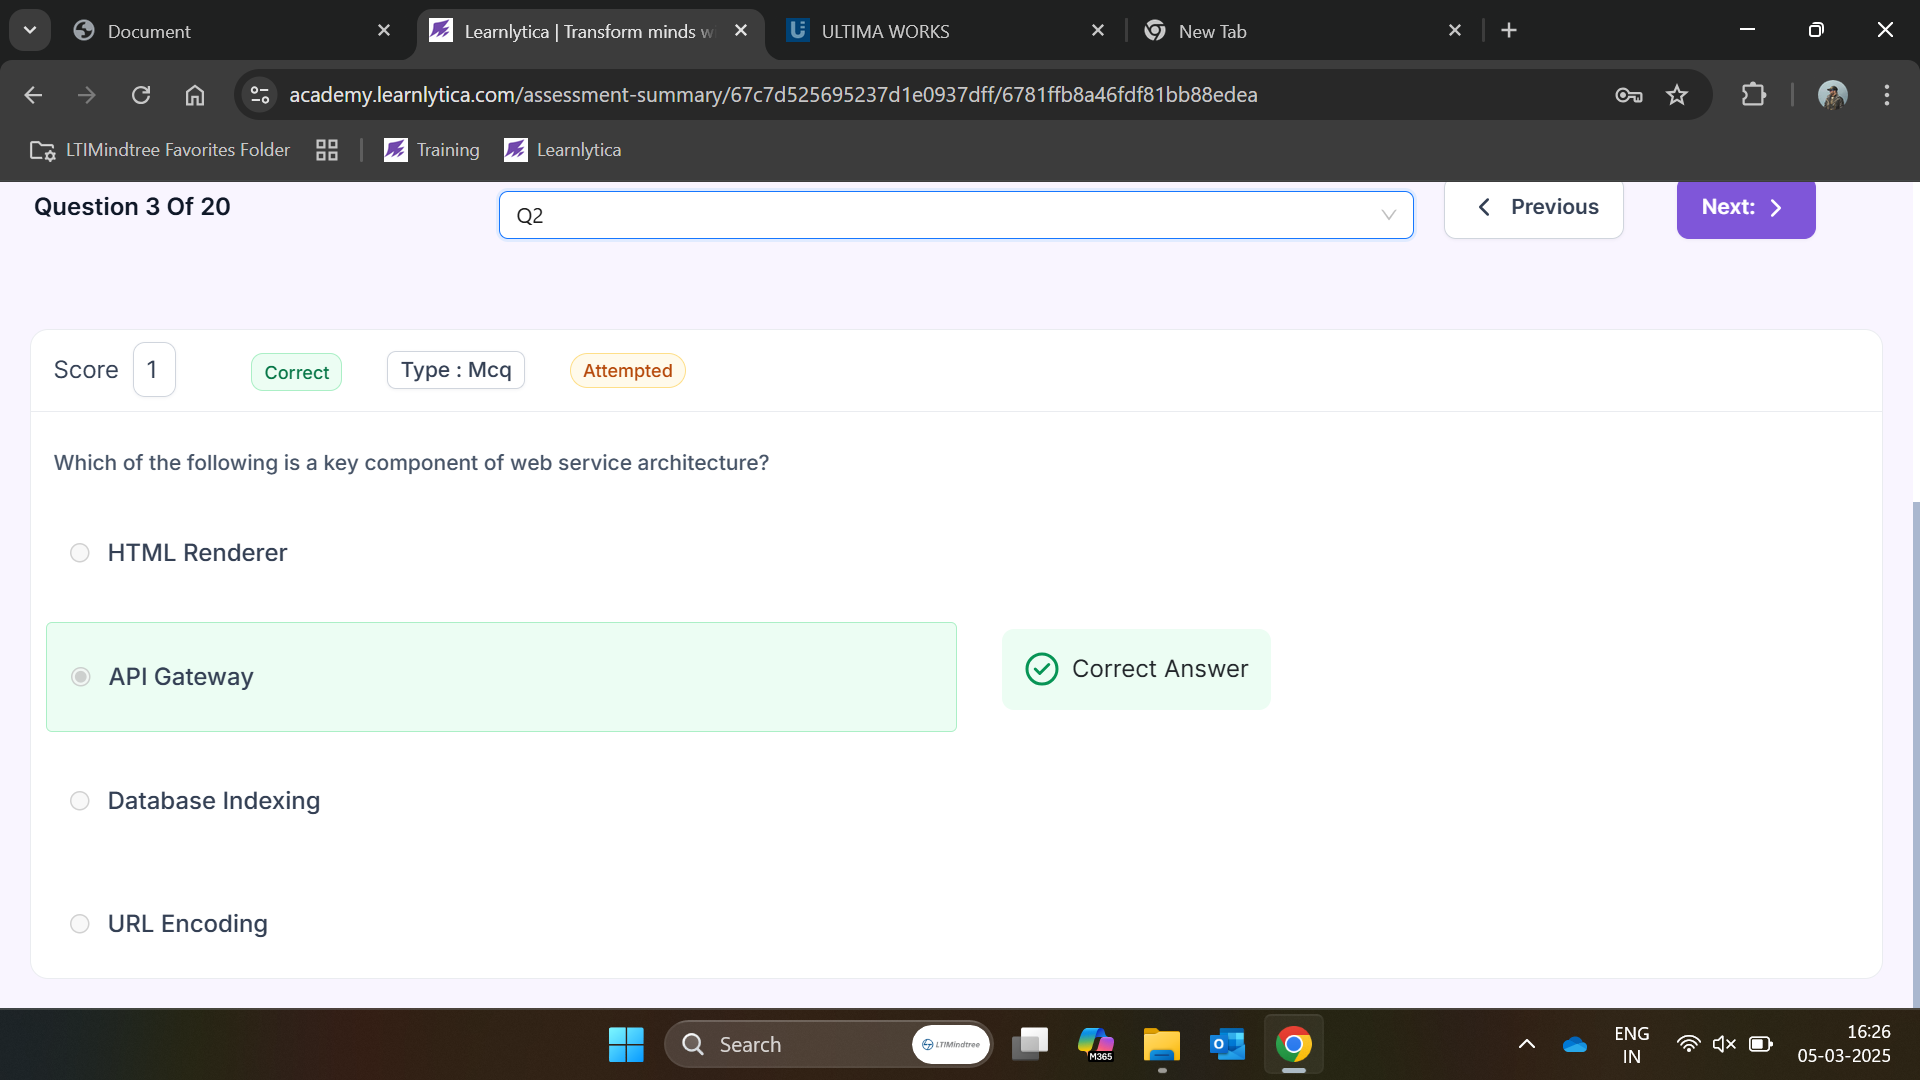 Document
Learnlytica | Transform minds w
ULTIMA WORKS
New Tab
academy.learnlytica.com/assessment-summary/67c7d525695237d1e0937dff/6781ffb8a46fdf81bb88edea
LTIMindtree Favorites Folder
Training
Learnlytica
Question 3 Of 20
Q2
Previous
Next:
Score 1
Correct
Type : Mcq
Attempted
Which of the following is a key component of web service architecture?
HTML Renderer
API Gateway
Correct Answer
Database Indexing
URL Encoding
Search
LTIMindtree
M365
ENG
IN
16:26
05-03-2025